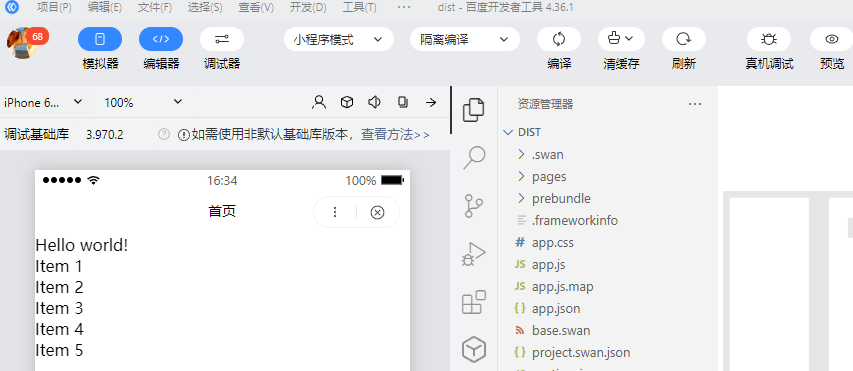 项目(P) 编辑(E) 文件(F) 选择(S) 查看(V) 开发(D) 工具(T) ··· dist - 百度开发者工具 4.36.1
68
小程序模式 隔离编译
模拟器 编辑器 调试器 编译 清缓存 刷新 真机调试 预览
iPhone 6... 100%
调试基础库 3.970.2 如需使用非默认基础库版本，查看方法>>
16:34 100%
首页
Hello world!
Item 1
Item 2
Item 3
Item 4
Item 5
资源管理器 ···
DIST
.swan
pages
prebundle
.frameworkinfo
# app.css
JS app.js
JS app.js.map
{ } app.json
base.swan
{ } project.swan.json